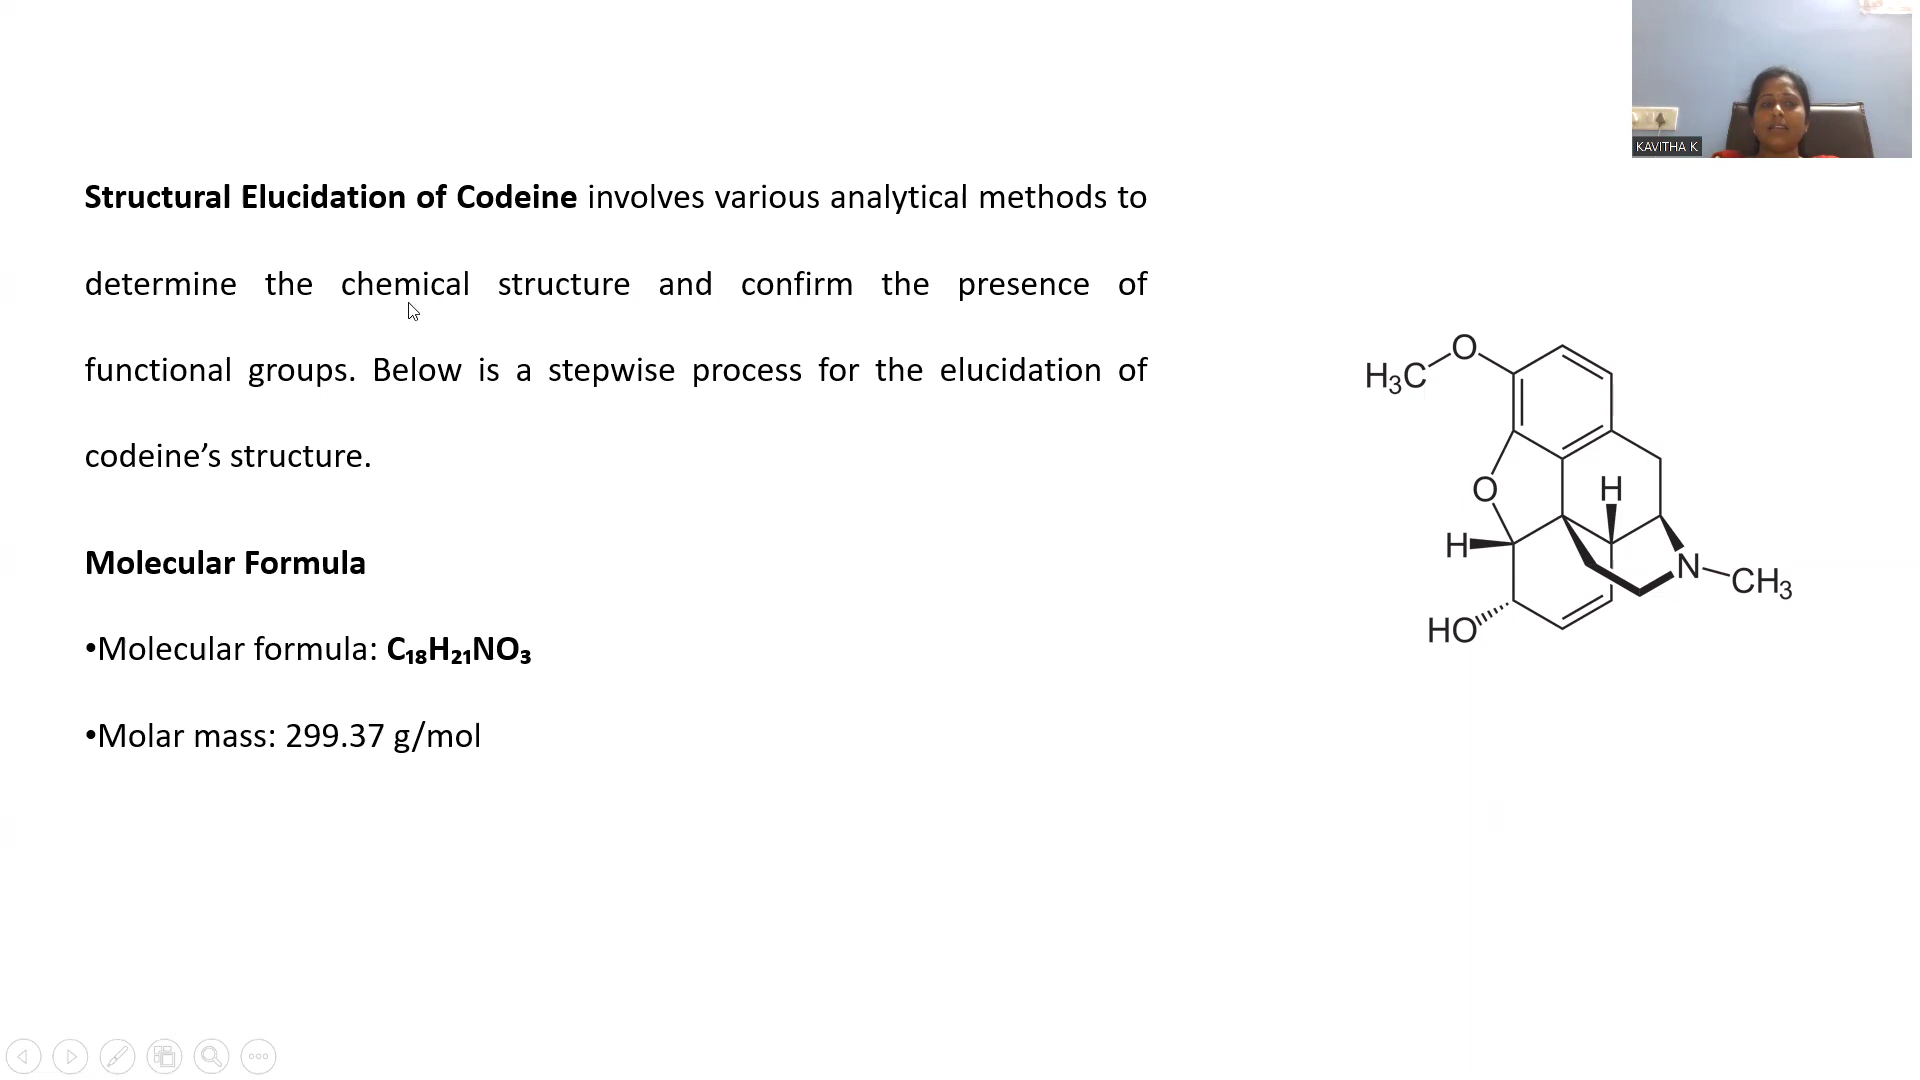 KAVITHA K
Structural Elucidation of Codeine involves various analytical methods to
determine the chemical structure and confirm the presence of
functional groups. Below is a stepwise process for the elucidation of
codeine’s structure.
Molecular Formula
•Molecular formula: C₁₈H₂₁NO₃
•Molar mass: 299.37 g/mol
H₃C O
O
H
H
N CH₃
HO